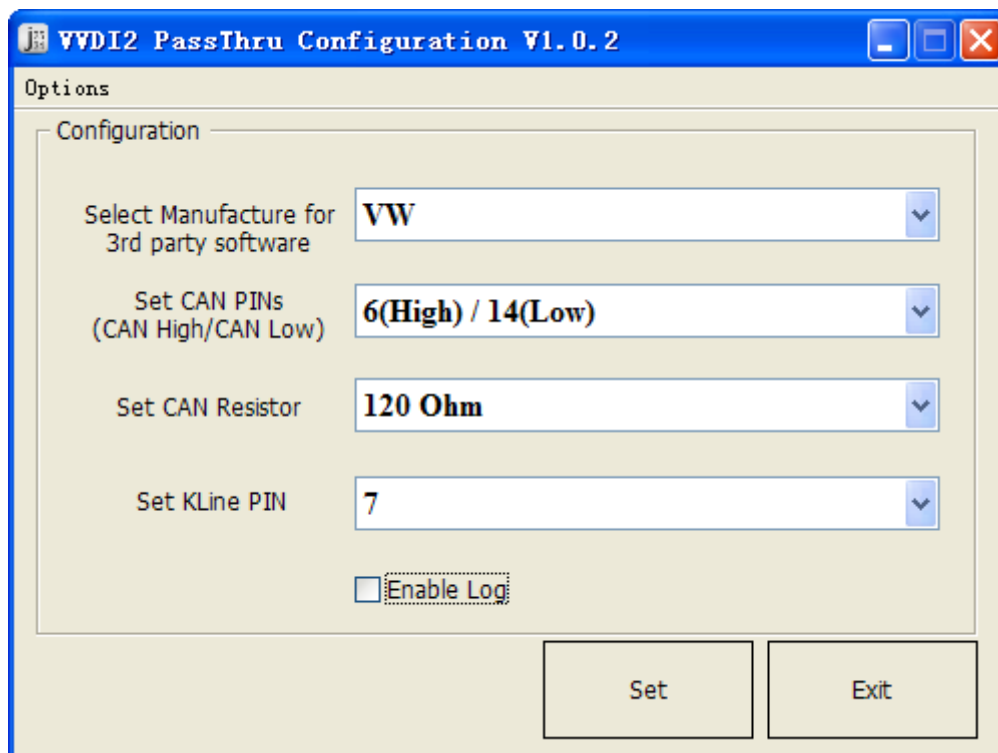 VVDI2 PassThru Configuration V1.0.2
Options
Configuration
Select Manufacture for
3rd party software
VW
Set CAN PINs
(CAN High/CAN Low)
6(High) / 14(Low)
Set CAN Resistor
120 Ohm
Set KLine PIN
7
Enable Log
Set
Exit